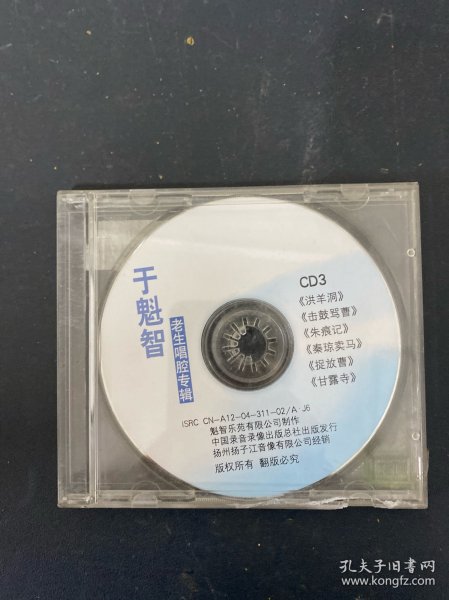 于魁智
老生唱腔专辑
CD3
《洪羊洞》
《击鼓骂曹》
《朱痕记》
《秦琼卖马》
《捉放曹》
《甘露寺》
ISRC CN-A12-04-311-02/A·J6
魁智乐苑有限公司制作
中国录音录像出版总社出版发行
扬州扬子江音像有限公司经销
版权所有 翻版必究
孔夫子旧书网
www.kongfz.com